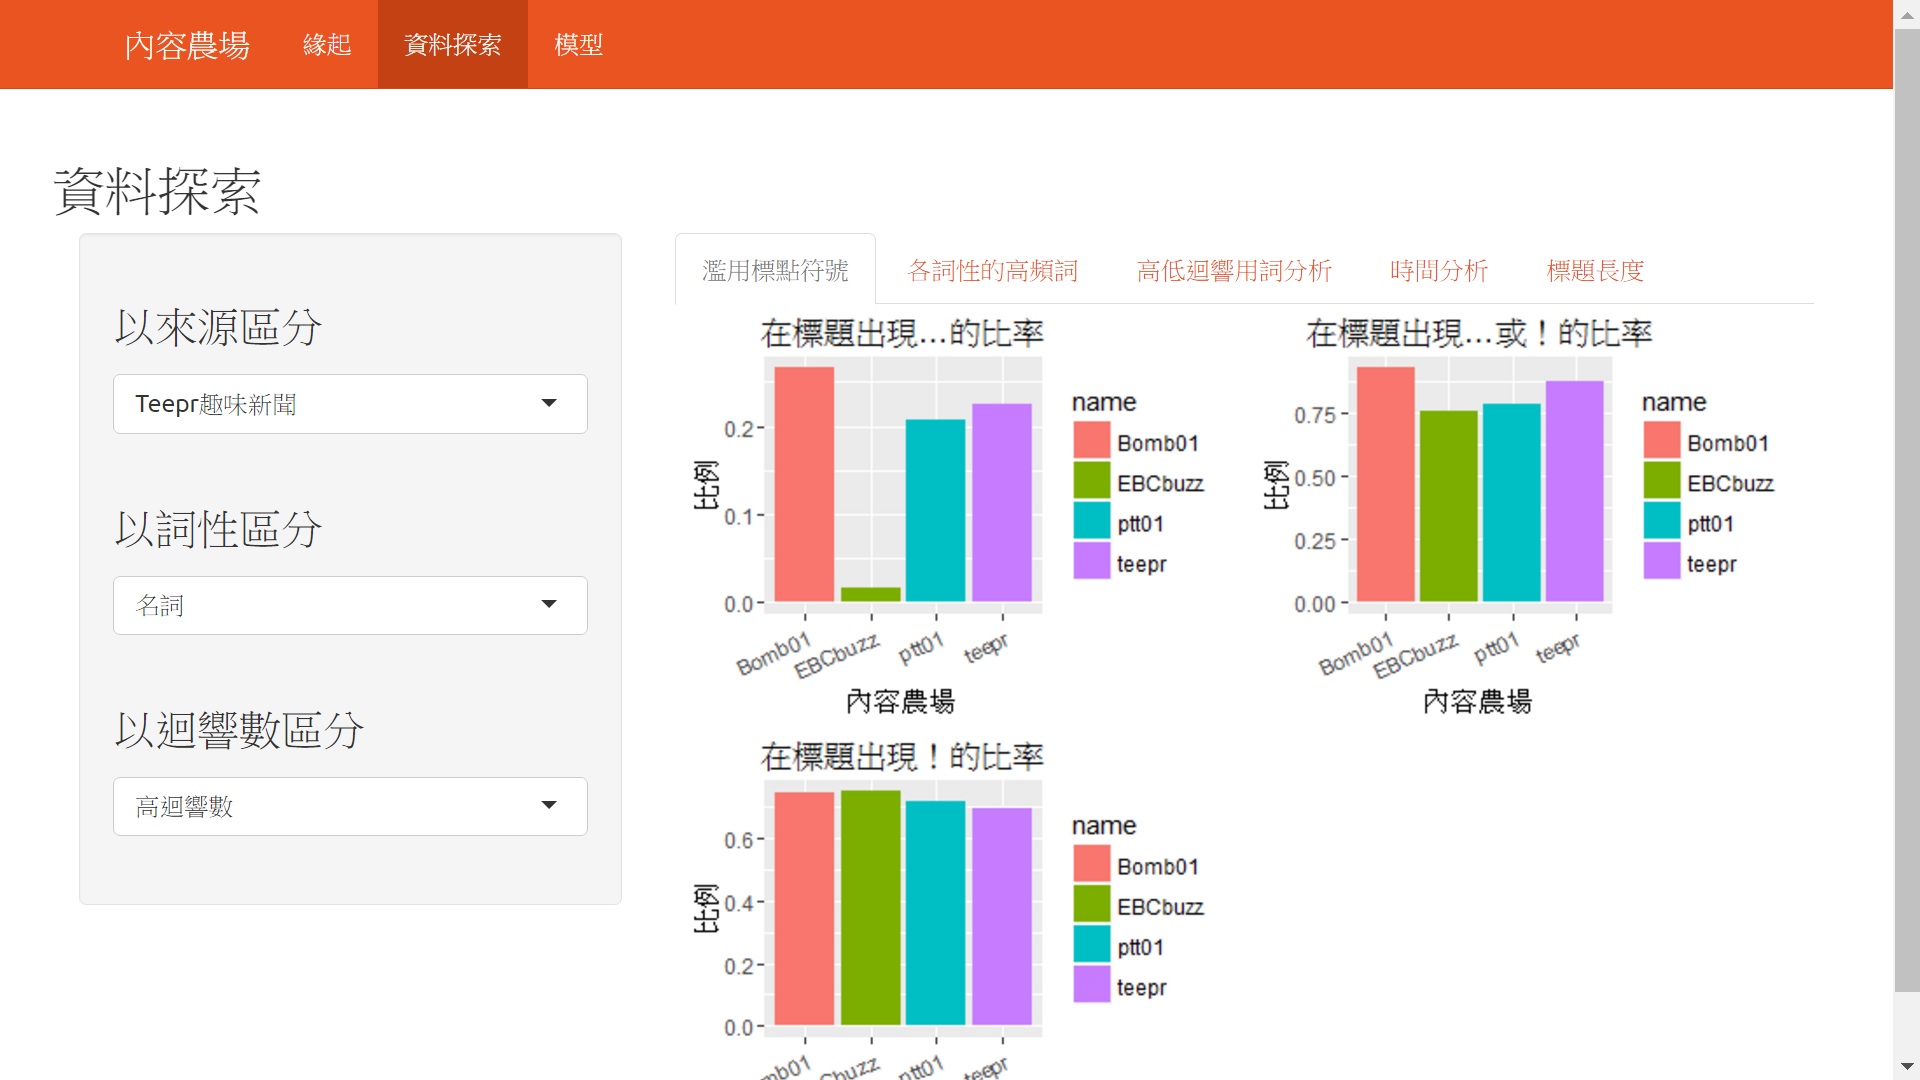 內容農場
緣起
資料探索
模型
資料探索
以來源區分
Teepr趣味新聞
以詞性區分
名詞
以迴響數區分
高迴響數
濫用標點符號
各詞性的高頻詞
高低迴響用詞分析
時間分析
標題長度
在標題出現...的比率
比例
0.2
0.1
0.0
Bomb01
EBCbuzz
ptt01
teepr
內容農場
name
Bomb01
EBCbuzz
ptt01
teepr
在標題出現...或！的比率
比例
0.75
0.50
0.25
0.00
Bomb01
EBCbuzz
ptt01
teepr
內容農場
name
Bomb01
EBCbuzz
ptt01
teepr
在標題出現！的比率
比例
0.6
0.4
0.2
0.0
teepr
name
Bomb01
EBCbuzz
ptt01
teepr